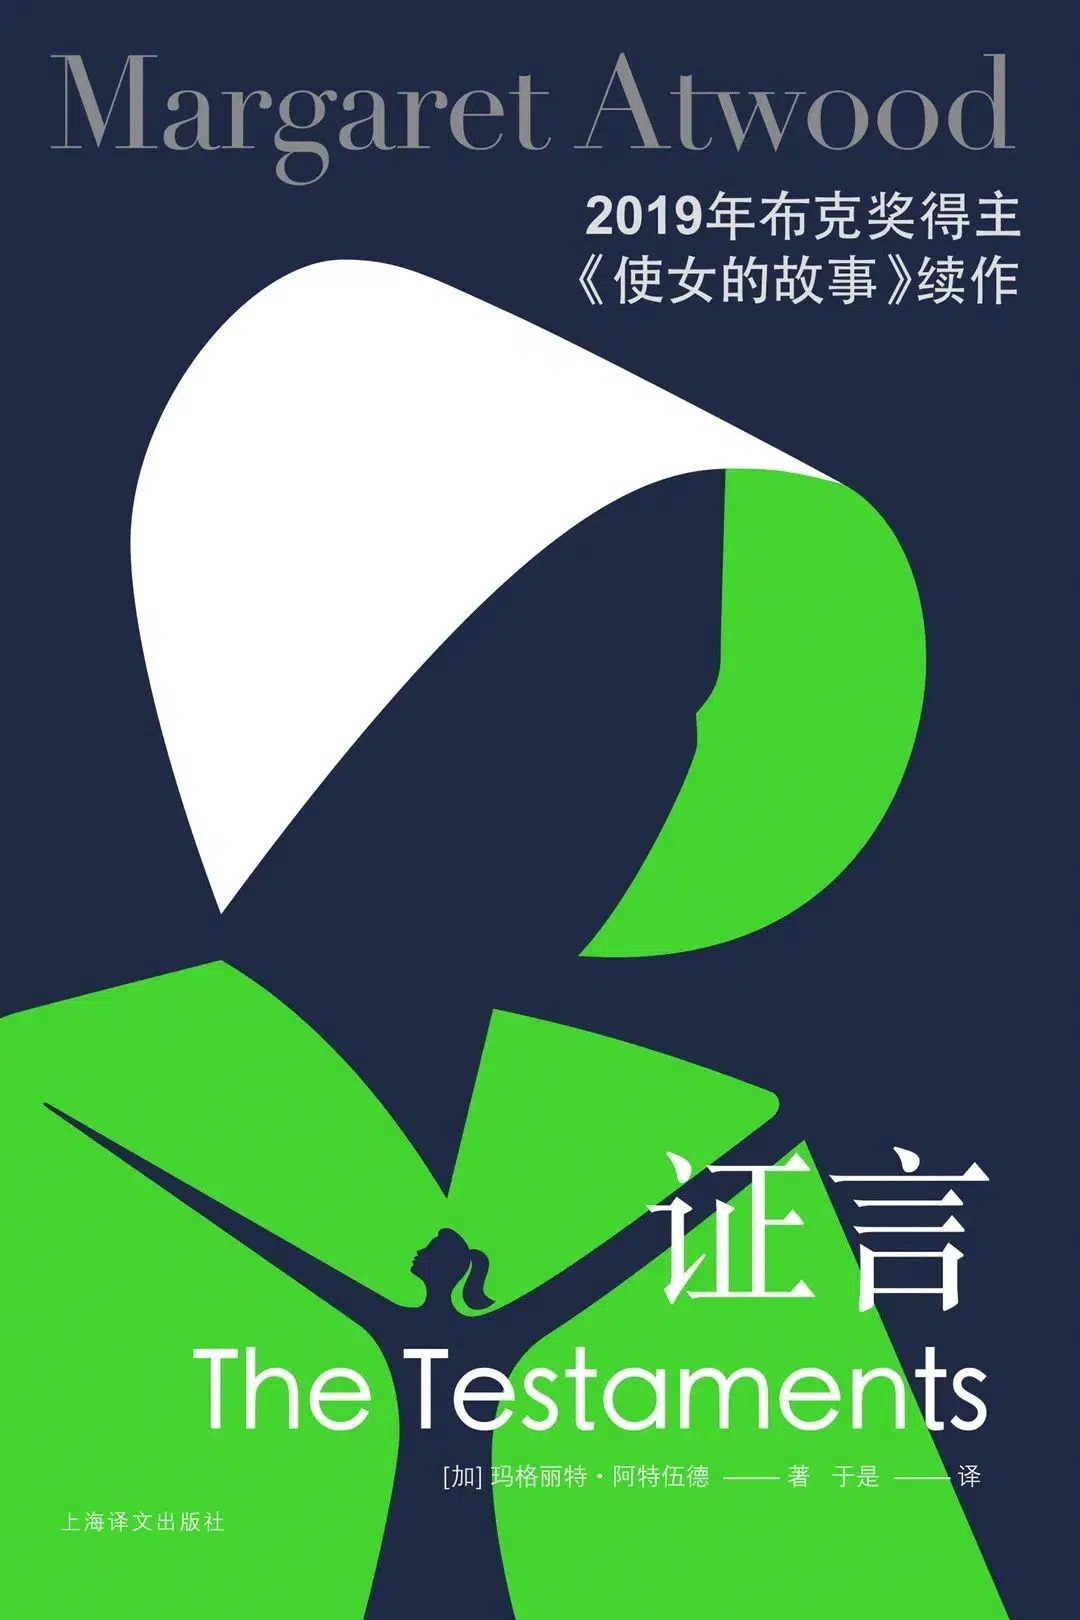 Margaret Atwood
2019年布克奖得主
《使女的故事》续作
证言
The Testaments
[加] 玛格丽特·阿特伍德 —— 著 于是 —— 译
上海译文出版社